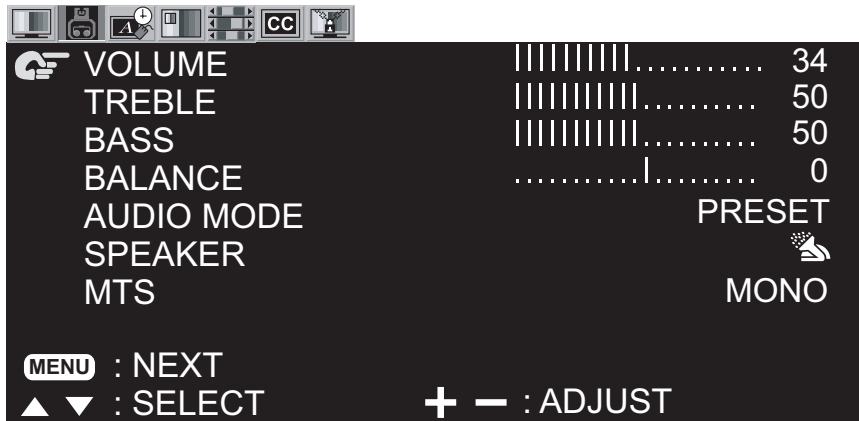 A CC
VOLUME 34
TREBLE 50
BASS 50
BALANCE 0
AUDIO MODE PRESET
SPEAKER
MTS MONO
MENU : NEXT
▲ ▼ : SELECT + − : ADJUST